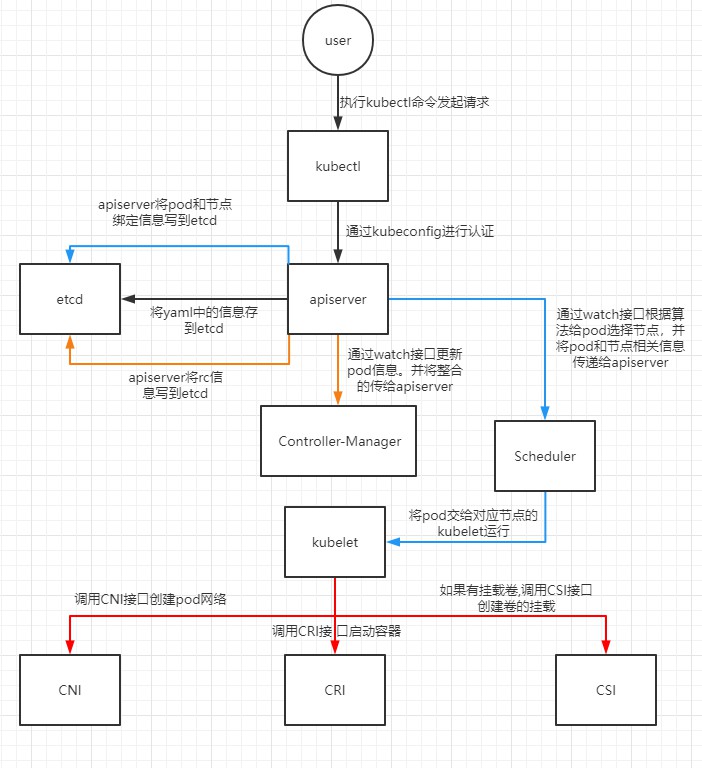 user
执行kubectl命令发起请求
kubectl
通过kubeconfig进行认证
apiserver将pod和节点
绑定信息写到etcd
etcd
apiserver
将yaml中的信息存
到etcd
通过watch接口根据算
法给pod选择节点，并
将pod和节点相关信息
传递给apiserver
通过watch接口更新
pod信息。并将整合
的传给apiserver
apiserver将rc信
息写到etcd
Controller-Manager
Scheduler
将pod交给对应节点的
kubelet运行
kubelet
调用CNI接口创建pod网络
如果有挂载卷,调用CSI接口
创建卷的挂载
调用CRI接口启动容器
CNI
CRI
CSI